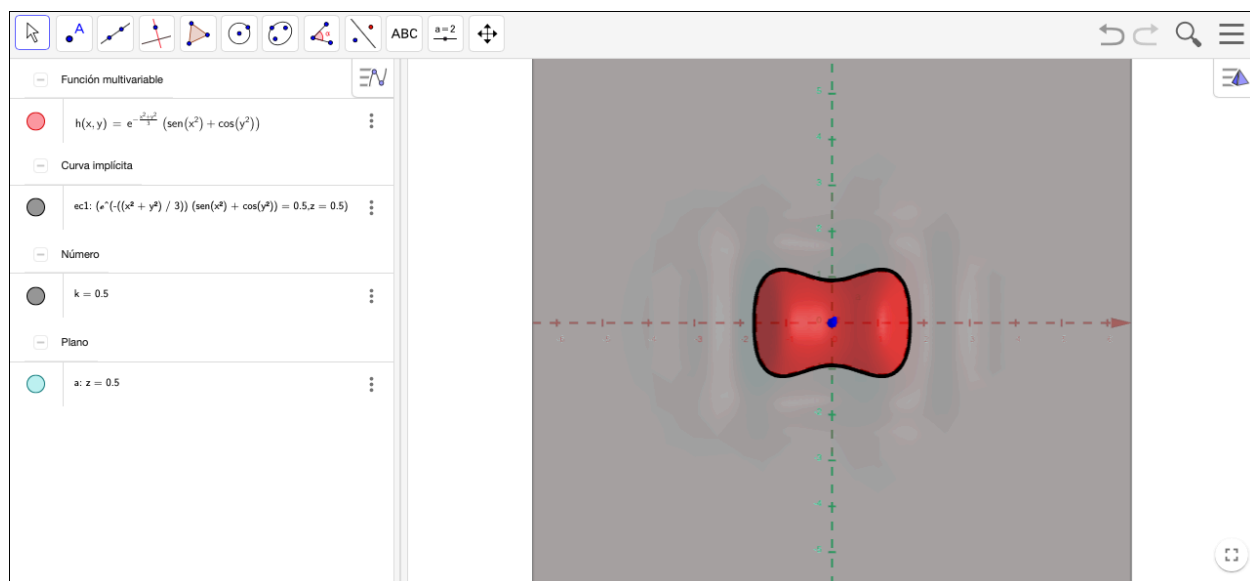 A
α
ABC
a=2
Función multivariable
h(x,y) = e^(-(x²+y²)/3) (sen(x²) + cos(y²))
Curva implícita
ec1: (e^(-((x² + y²) / 3)) (sen(x²) + cos(y²)) = 0.5,z = 0.5)
Número
k = 0.5
Plano
a: z = 0.5